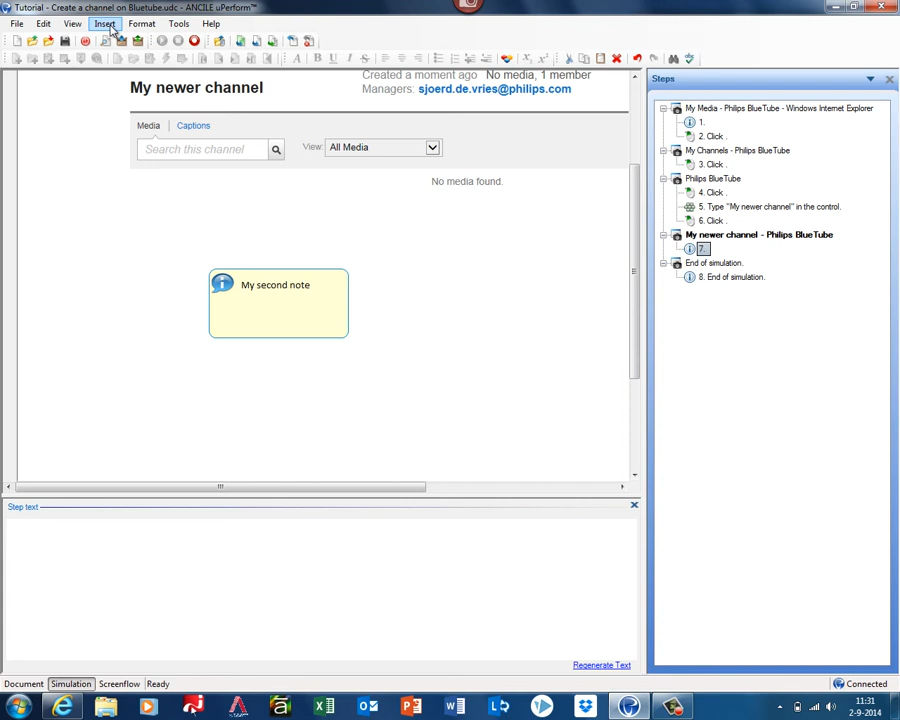 Tutorial - Create a channel on Bluetube.udc - ANCILE uPerform™
File Edit View Insert Format Tools Help
My newer channel
Created a moment ago No media, 1 member
Managers: sjoerd.de.vries@philips.com
Media Captions
Search this channel View: All Media
No media found.
My second note
Steps
My Media - Philips BlueTube - Windows Internet Explorer
1.
2. Click .
My Channels - Philips BlueTube
3. Click .
Philips BlueTube
4. Click .
5. Type "My newer channel" in the control.
6. Click .
My newer channel - Philips BlueTube
7.
End of simulation.
8. End of simulation.
Step text
Regenerate Text
Document Simulation Screenflow Ready Connected
11:31
2-9-2014